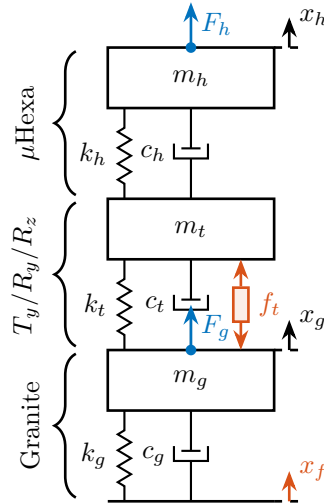 F_h
x_h
m_h
μHexa
k_h
c_h
m_t
T_y/R_y/R_z
k_t
c_t
f_t
F_g
x_g
m_g
Granite
k_g
c_g
x_f